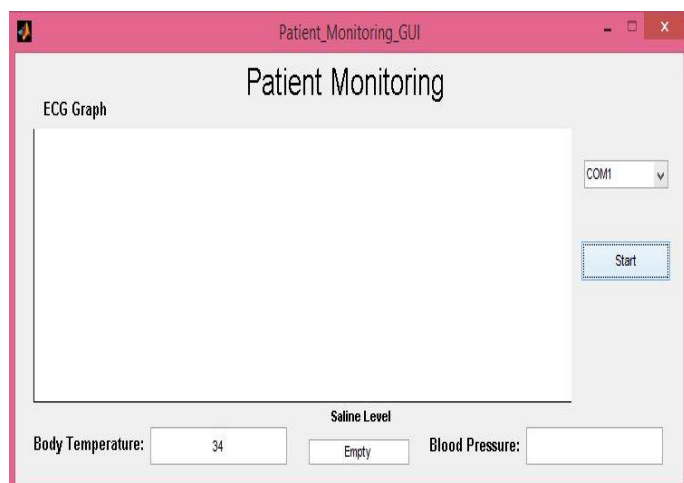 Patient_Monitoring_GUI
Patient Monitoring
ECG Graph
COM1
Start
Saline Level
Body Temperature: 34 Empty Blood Pressure: